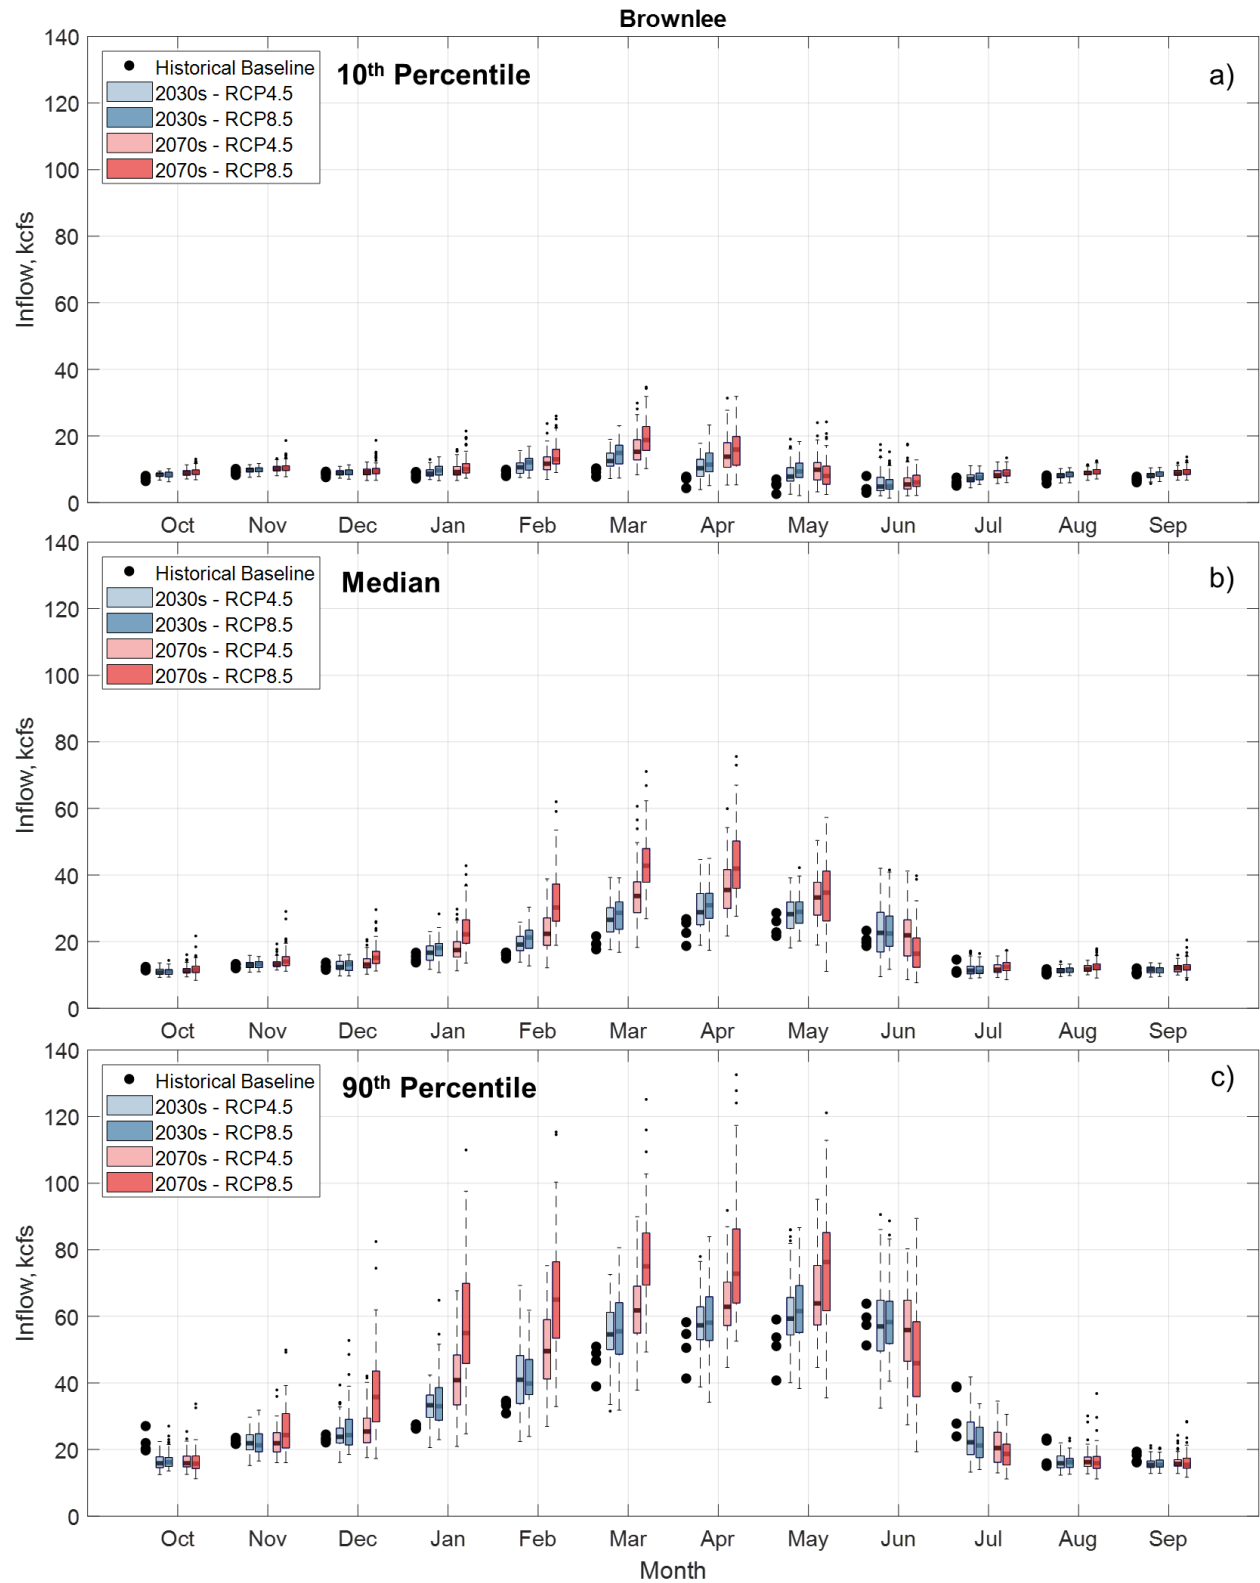 Brownlee
140
120
100
80
60
40
20
0
Inflow, kcfs
Historical Baseline
2030s - RCP4.5
2030s - RCP8.5
2070s - RCP4.5
2070s - RCP8.5
10th Percentile
a)
Oct Nov Dec Jan Feb Mar Apr May Jun Jul Aug Sep
140
120
100
80
60
40
20
0
Inflow, kcfs
Historical Baseline
2030s - RCP4.5
2030s - RCP8.5
2070s - RCP4.5
2070s - RCP8.5
Median
b)
Oct Nov Dec Jan Feb Mar Apr May Jun Jul Aug Sep
140
120
100
80
60
40
20
0
Inflow, kcfs
Historical Baseline
2030s - RCP4.5
2030s - RCP8.5
2070s - RCP4.5
2070s - RCP8.5
90th Percentile
c)
Oct Nov Dec Jan Feb Mar Apr May Jun Jul Aug Sep
Month